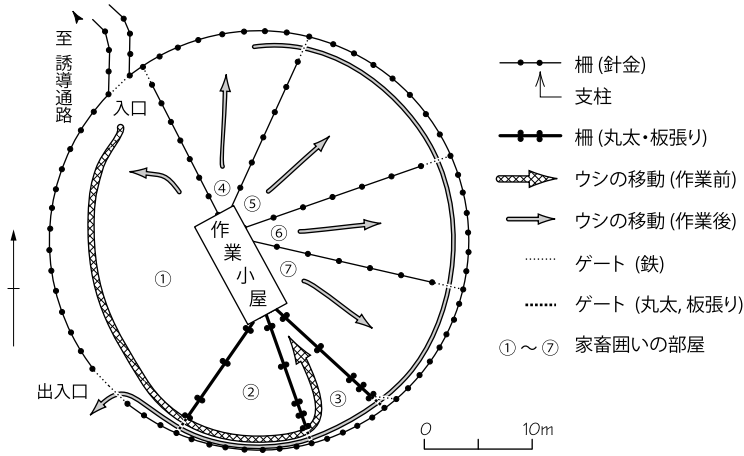 至
誘導通路
入口
④
⑤
⑥
⑦
作業小屋
①
②
③
出入口
柵 (針金)
支柱
柵 (丸太・板張り)
ウシの移動 (作業前)
ウシの移動 (作業後)
ゲート (鉄)
ゲート (丸太, 板張り)
①～⑦ 家畜囲いの部屋
0 10m